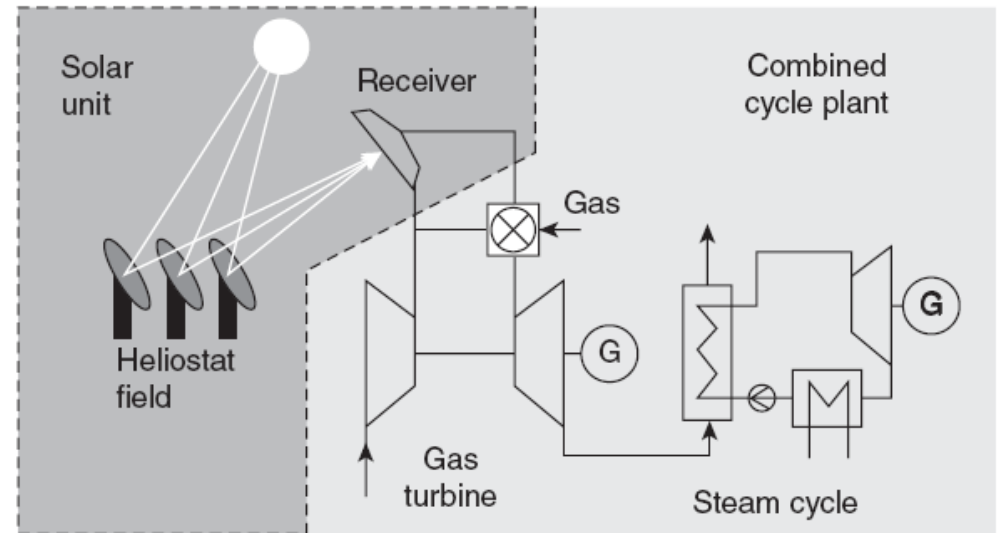 Solar
unit
Receiver
Combined
cycle plant
Gas
Heliostat
field
G
G
Gas
turbine
Steam cycle